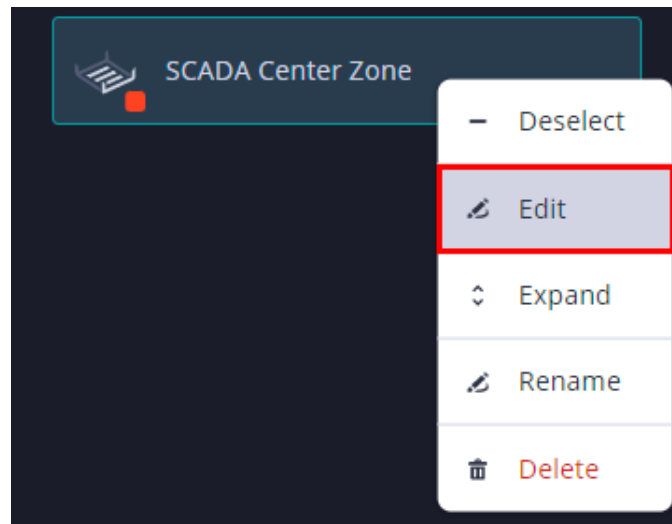 SCADA Center Zone
Deselect
Edit
Expand
Rename
Delete